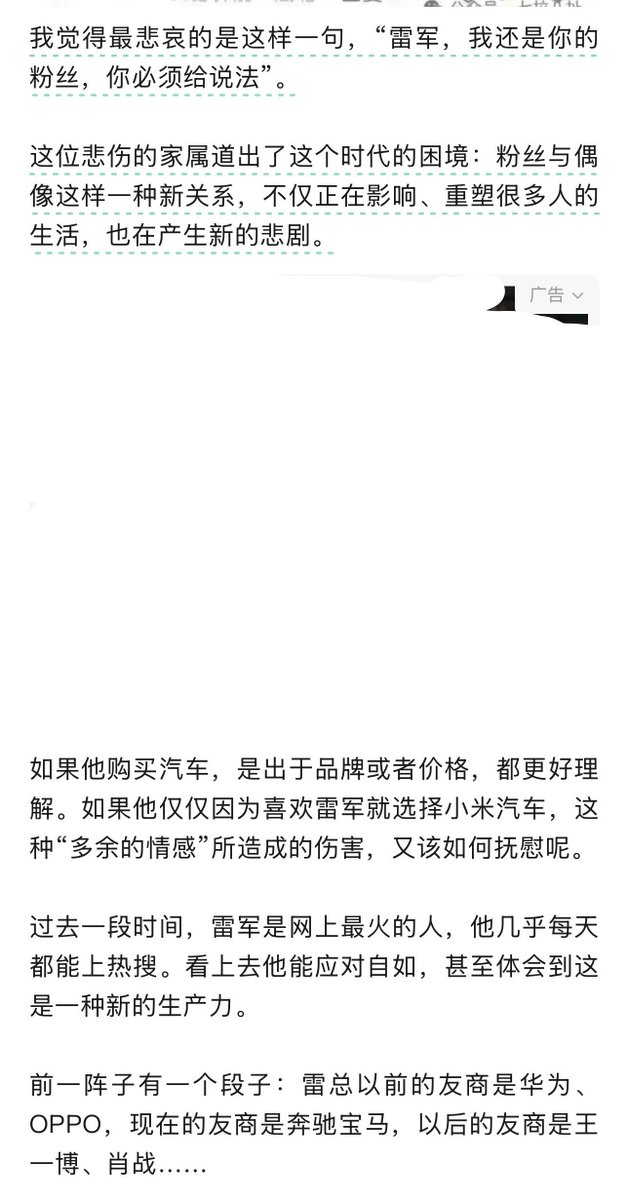 我觉得最悲哀的是这样一句，“雷军，我还是你的
粉丝，你必须给说法”。
这位悲伤的家属道出了这个时代的困境：粉丝与偶
像这样一种新关系，不仅正在影响、重塑很多人的
生活，也在产生新的悲剧。
广告
如果他购买汽车，是出于品牌或者价格，都更好理
解。如果他仅仅因为喜欢雷军就选择小米汽车，这
种“多余的情感”所造成的伤害，又该如何抚慰呢。
过去一段时间，雷军是网上最火的人，他几乎每天
都能上热搜。看上去他能应对自如，甚至体会到这
是一种新的生产力。
前一阵子有一个段子：雷总以前的友商是华为、
OPPO，现在的友商是奔驰宝马，以后的友商是王
一博、肖战……